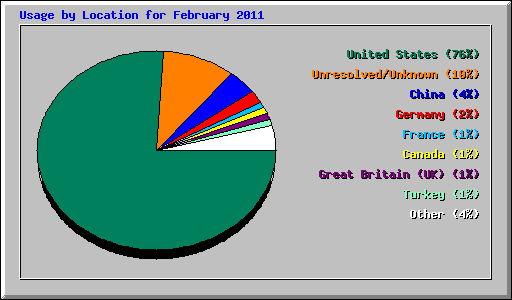 Usage by Location for February 2011
United States (76%)
Unresolved/Unknown (10%)
China (4%)
Germany (2%)
France (1%)
Canada (1%)
Great Britain (UK) (1%)
Turkey (1%)
Other (4%)